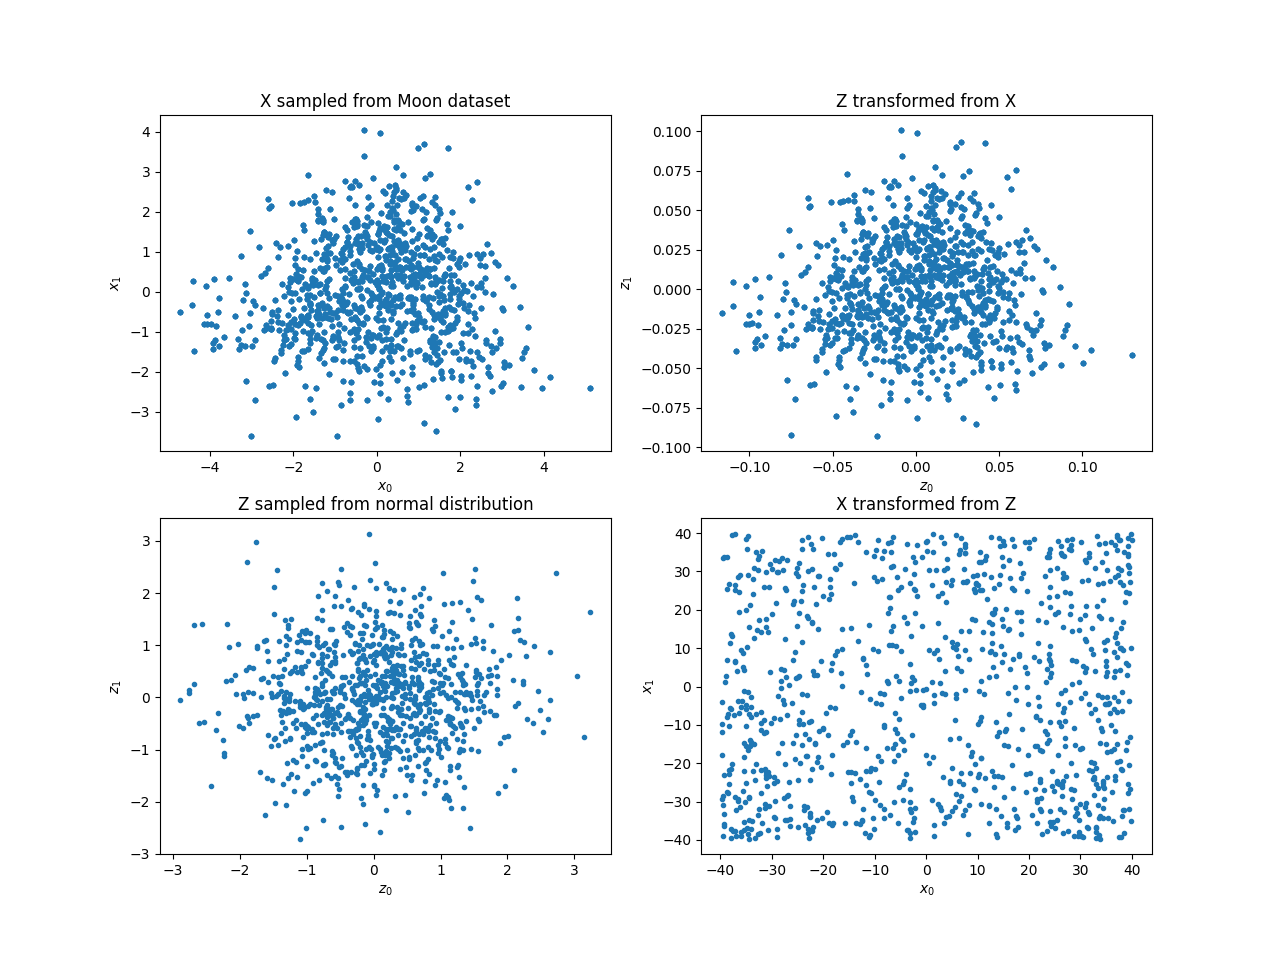 X sampled from Moon dataset
4
3
2
1
0
−1
−2
−3
x₁
−4 −2 0 2 4
x₀
Z transformed from X
0.100
0.075
0.050
0.025
0.000
−0.025
−0.050
−0.075
−0.100
z₁
−0.10 −0.05 0.00 0.05 0.10
z₀
Z sampled from normal distribution
3
2
1
0
−1
−2
−3
z₁
−3 −2 −1 0 1 2 3
z₀
X transformed from Z
40
30
20
10
0
−10
−20
−30
−40
x₁
−40 −30 −20 −10 0 10 20 30 40
x₀